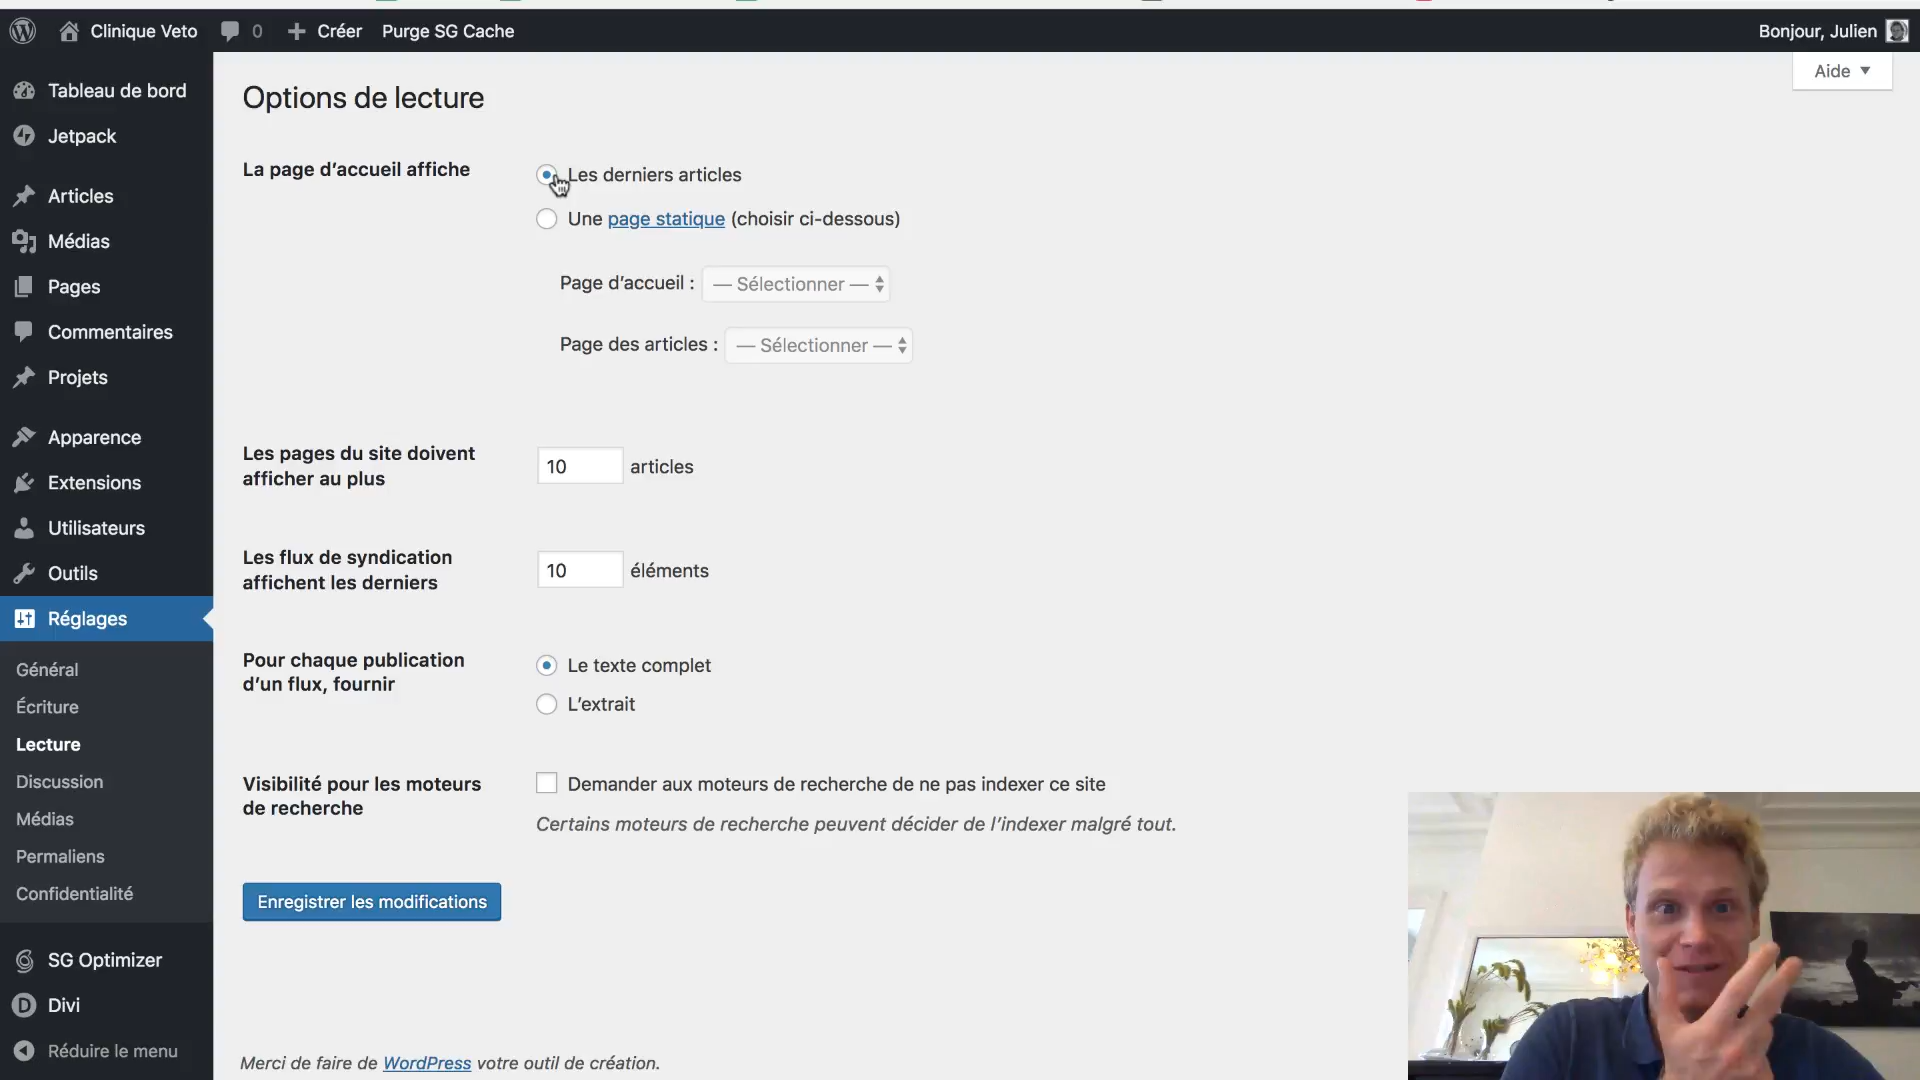 Clinique Veto
0
Créer
Purge SG Cache
Bonjour, Julien
Tableau de bord
Jetpack
Articles
Médias
Pages
Commentaires
Projets
Apparence
Extensions
Utilisateurs
Outils
Réglages
Général
Écriture
Lecture
Discussion
Médias
Permaliens
Confidentialité
SG Optimizer
Divi
Réduire le menu
Aide
Options de lecture
La page d’accueil affiche
Les derniers articles
Une page statique (choisir ci-dessous)
Page d’accueil : — Sélectionner —
Page des articles : — Sélectionner —
Les pages du site doivent
afficher au plus
10 articles
Les flux de syndication
affichent les derniers
10 éléments
Pour chaque publication
d’un flux, fournir
Le texte complet
L’extrait
Visibilité pour les moteurs
de recherche
Demander aux moteurs de recherche de ne pas indexer ce site
Certains moteurs de recherche peuvent décider de l’indexer malgré tout.
Enregistrer les modifications
Merci de faire de WordPress votre outil de création.